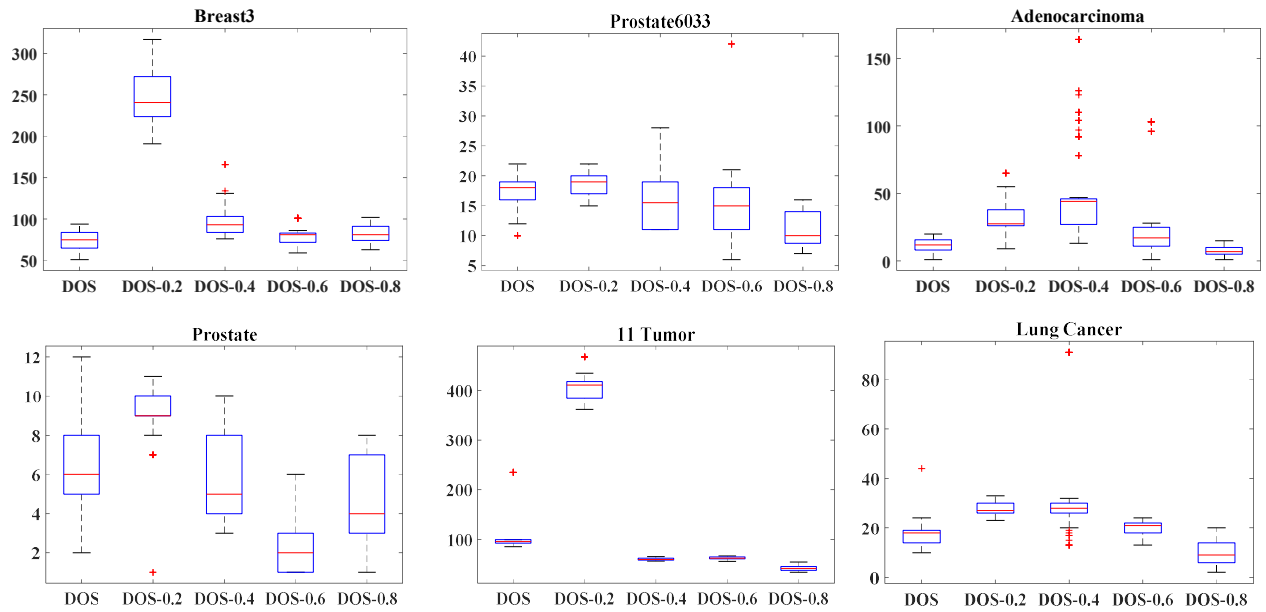 Breast3
300
250
200
150
100
50
DOS DOS-0.2 DOS-0.4 DOS-0.6 DOS-0.8
Prostate6033
40
35
30
25
20
15
10
5
DOS DOS-0.2 DOS-0.4 DOS-0.6 DOS-0.8
Adenocarcinoma
150
100
50
0
DOS DOS-0.2 DOS-0.4 DOS-0.6 DOS-0.8
Prostate
12
10
8
6
4
2
DOS DOS-0.2 DOS-0.4 DOS-0.6 DOS-0.8
11 Tumor
400
300
200
100
DOS DOS-0.2 DOS-0.4 DOS-0.6 DOS-0.8
Lung Cancer
80
60
40
20
0
DOS DOS-0.2 DOS-0.4 DOS-0.6 DOS-0.8